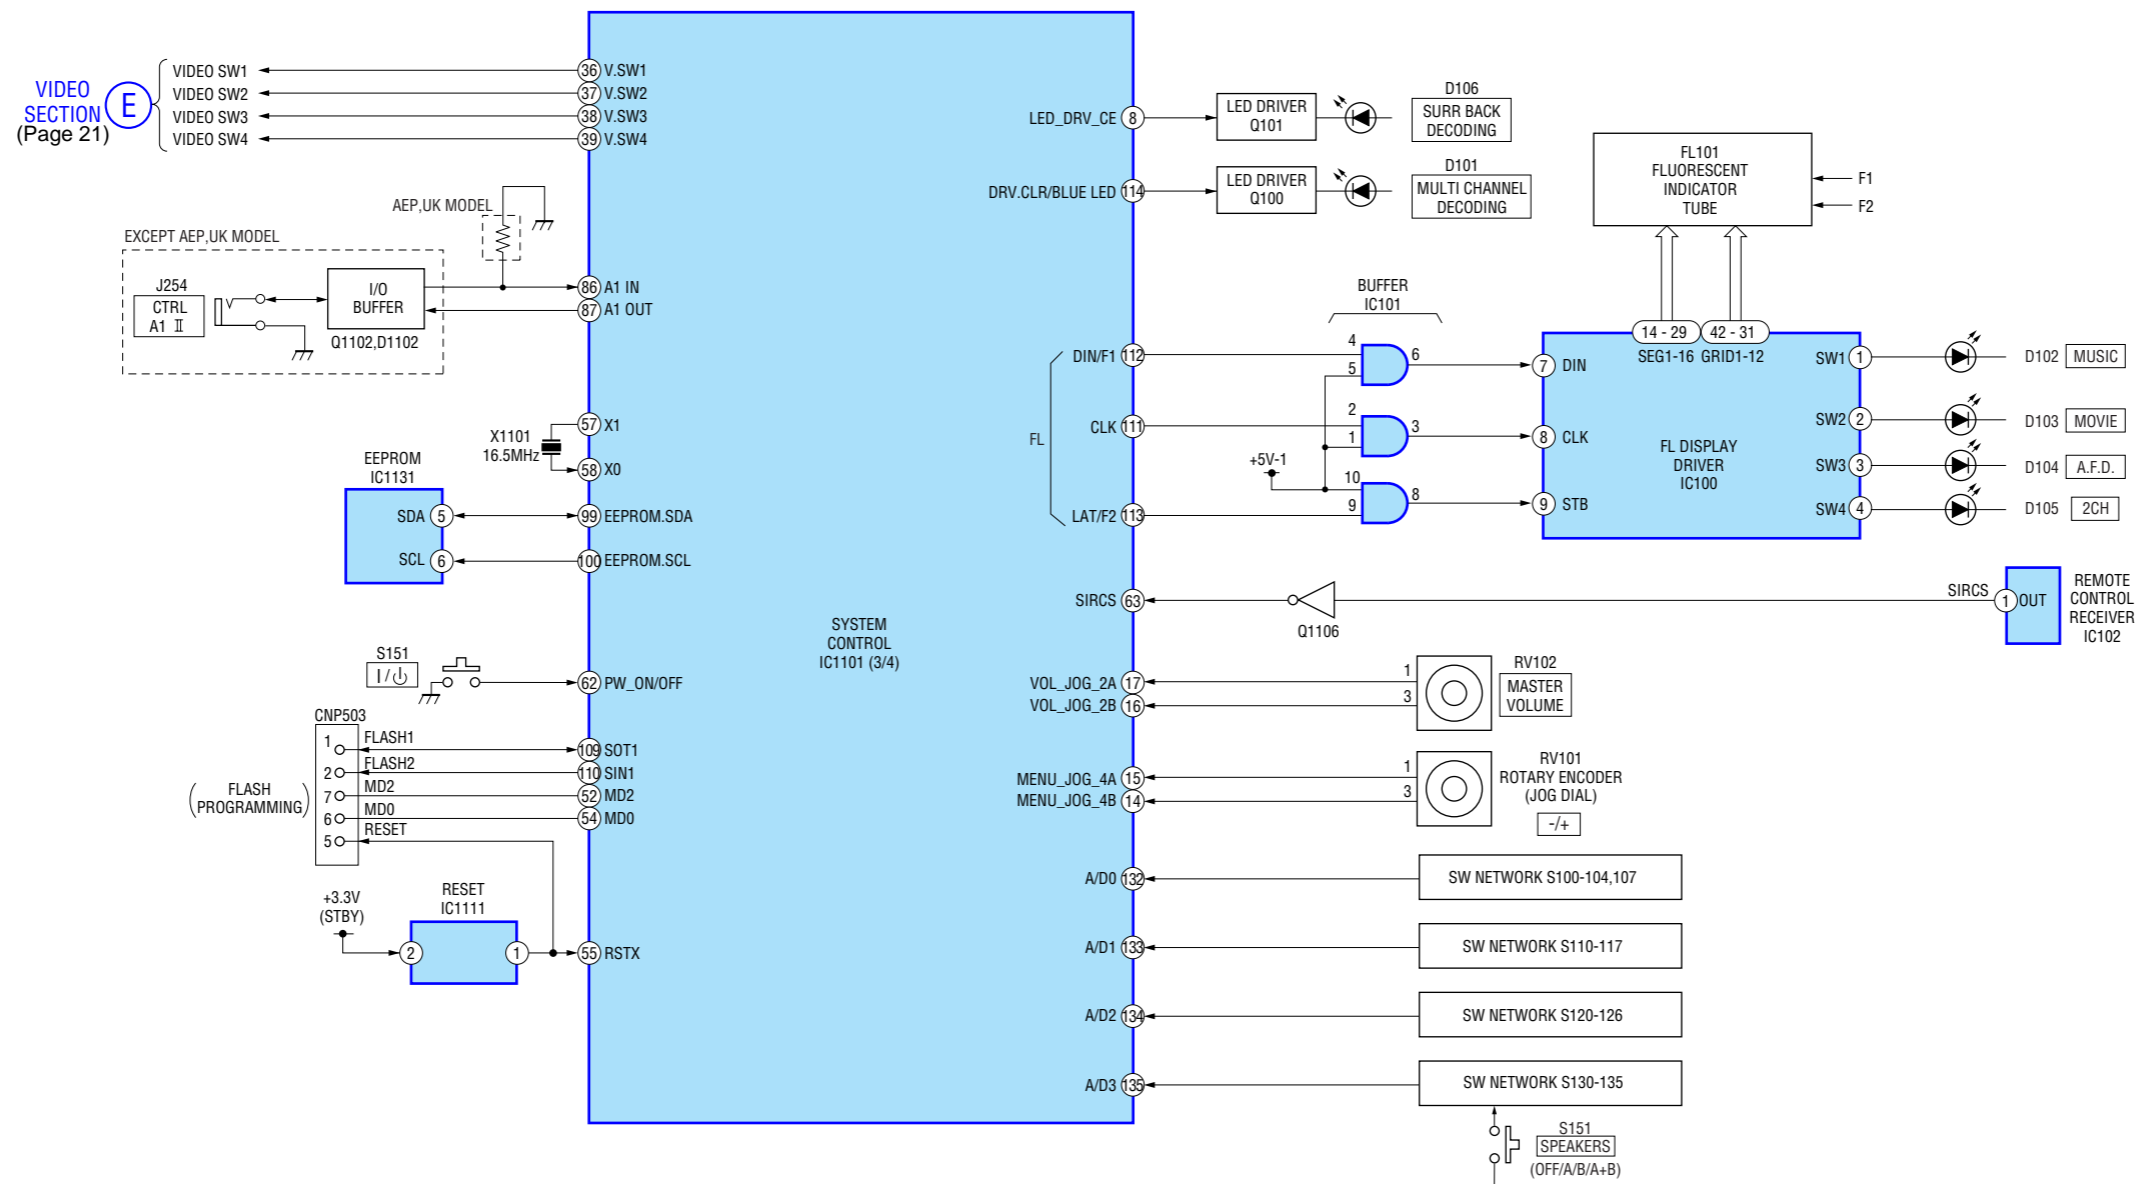 VIDEO
SECTION
(Page 21)
E
VIDEO SW1
VIDEO SW2
VIDEO SW3
VIDEO SW4
36 V.SW1
37 V.SW2
38 V.SW3
39 V.SW4
AEP,UK MODEL
EXCEPT AEP,UK MODEL
J254
CTRL
A1 Ⅱ
I/O
BUFFER
Q1102,D1102
86 A1 IN
87 A1 OUT
X1101
16.5MHz
57 X1
58 X0
EEPROM
IC1131
SDA 5
SCL 6
99 EEPROM.SDA
100 EEPROM.SCL
S151
I / ⏻
62 PW_ON/OFF
CNP503
(FLASH
PROGRAMMING)
1 FLASH1
2 FLASH2
7 MD2
6 MD0
5 RESET
109 SOT1
110 SIN1
52 MD2
54 MD0
+3.3V
(STBY)
RESET
IC1111
2 1
55 RSTX
SYSTEM
CONTROL
IC1101 (3/4)
LED_DRV_CE 8
LED DRIVER
Q101
D106
SURR BACK
DECODING
DRV.CLR/BLUE LED 114
LED DRIVER
Q100
D101
MULTI CHANNEL
DECODING
FL101
FLUORESCENT
INDICATOR
TUBE
F1
F2
BUFFER
IC101
FL
DIN/F1 112
CLK 111
LAT/F2 113
4
5
6
2
1
3
+5V-1
10
9
8
14 - 29 42 - 31
SEG1-16 GRID1-12
7 DIN
8 CLK
9 STB
FL DISPLAY
DRIVER
IC100
SW1 1
SW2 2
SW3 3
SW4 4
D102 MUSIC
D103 MOVIE
D104 A.F.D.
D105 2CH
SIRCS 63
Q1106
SIRCS
1 OUT
REMOTE
CONTROL
RECEIVER
IC102
VOL_JOG_2A 17
VOL_JOG_2B 16
1
3
RV102
MASTER
VOLUME
MENU_JOG_4A 15
MENU_JOG_4B 14
1
3
RV101
ROTARY ENCODER
(JOG DIAL)
-/+
A/D0 132
SW NETWORK S100-104,107
A/D1 133
SW NETWORK S110-117
A/D2 134
SW NETWORK S120-126
A/D3 135
SW NETWORK S130-135
S151
SPEAKERS
(OFF/A/B/A+B)